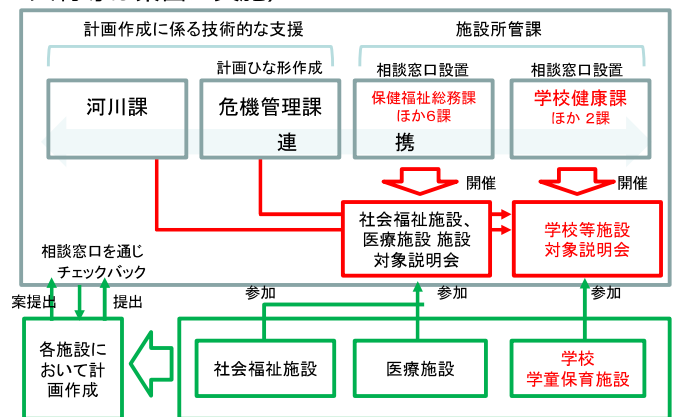 計画作成に係る技術的な支援
施設所管課
計画ひな形作成
相談窓口設置
相談窓口設置
河川課
危機管理課
保健福祉総務課
ほか6課
学校健康課
ほか 2課
連 携
開催
開催
社会福祉施設、
医療施設 施設
対象説明会
学校等施設
対象説明会
相談窓口を通じ
チェックバック
案提出
提出
参加
参加
参加
各施設に
おいて計
画作成
社会福祉施設
医療施設
学校
学童保育施設